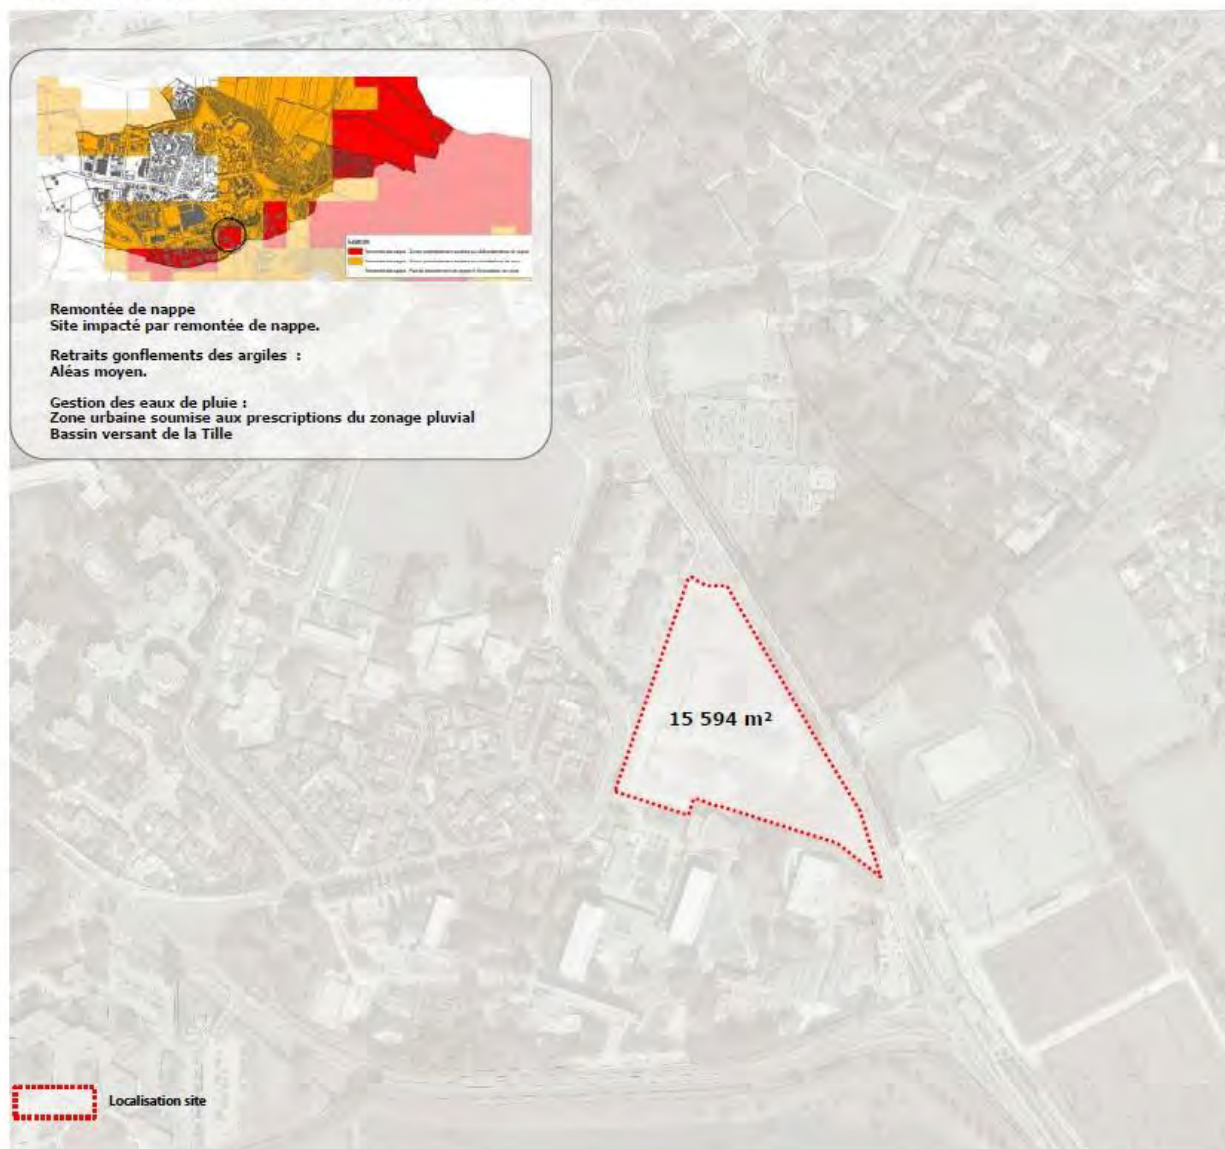 Remontée de nappe
Site impacté par remontée de nappe.
Retraits gonflements des argiles :
Aléas moyen.
Gestion des eaux de pluie :
Zone urbaine soumise aux prescriptions du zonage pluvial
Bassin versant de la Tille
15 594 m²
Localisation site